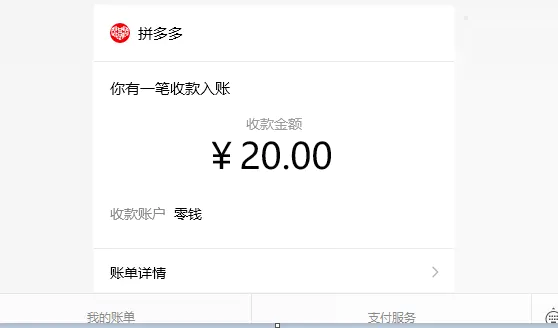 拼多多
你有一笔收款入账
收款金额
¥20.00
收款账户 零钱
账单详情
我的账单 支付服务